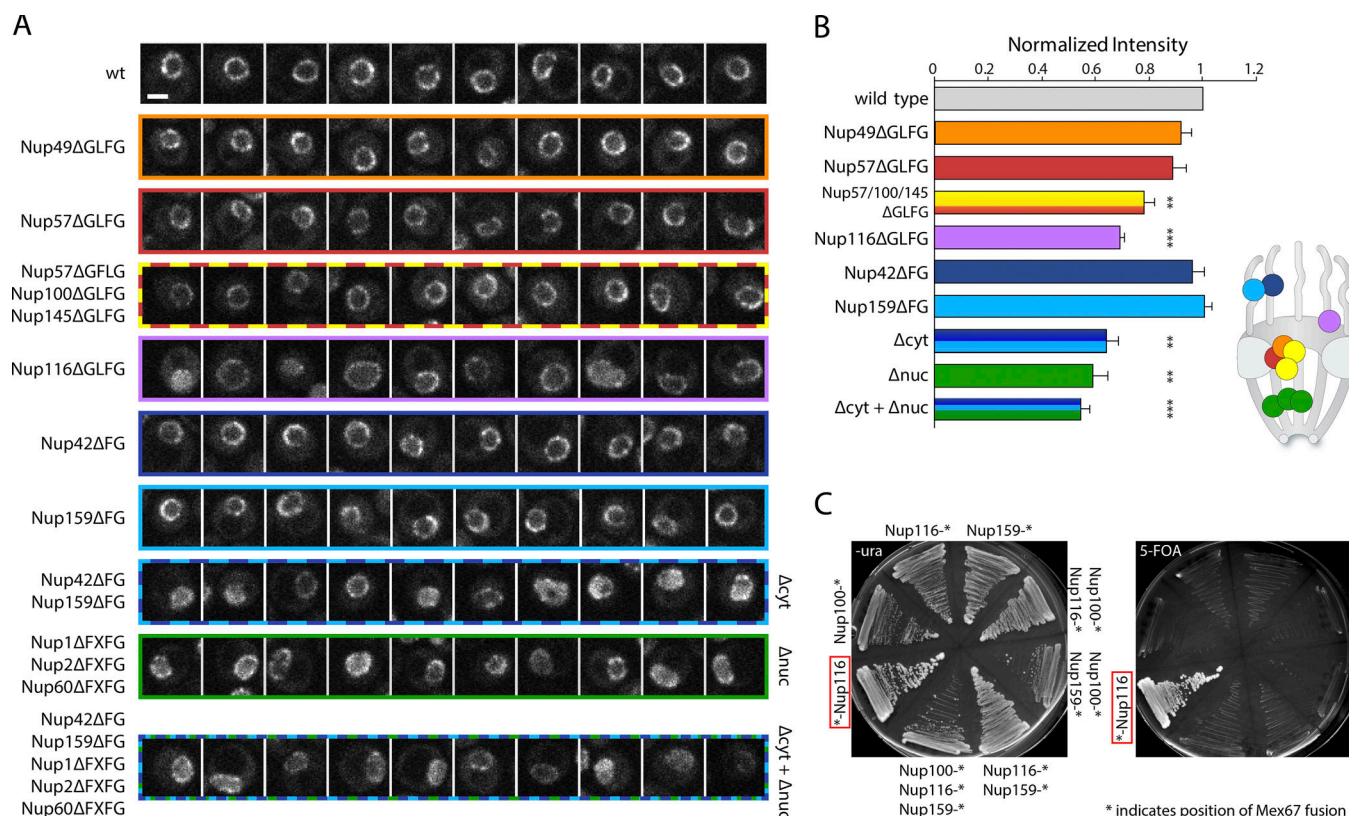 A
wt
Nup49ΔGLFG
Nup57ΔGLFG
Nup57ΔGFLG
Nup100ΔGLFG
Nup145ΔGLFG
Nup116ΔGLFG
Nup42ΔFG
Nup159ΔFG
Nup42ΔFG
Nup159ΔFG
Δcyt
Nup1ΔFXFG
Nup2ΔFXFG
Nup60ΔFXFG
Δnuc
Nup42ΔFG
Nup159ΔFG
Nup1ΔFXFG
Nup2ΔFXFG
Nup60ΔFXFG
Δcyt + Δnuc
B
Normalized Intensity
0 0.2 0.4 0.6 0.8 1 1.2
wild type
Nup49ΔGLFG
Nup57ΔGLFG
Nup57/100/145
ΔGLFG
**
Nup116ΔGLFG
***
Nup42ΔFG
Nup159ΔFG
Δcyt
**
Δnuc
**
Δcyt + Δnuc
***
C
Nup116-* Nup159-*
-ura
Nup100-*
Nup100-*
Nup116-*
*-Nup116
Nup100-*
Nup159-*
Nup100-* Nup116-*
Nup116-* Nup159-*
Nup159-*
5-FOA
*-Nup116
* indicates position of Mex67 fusion